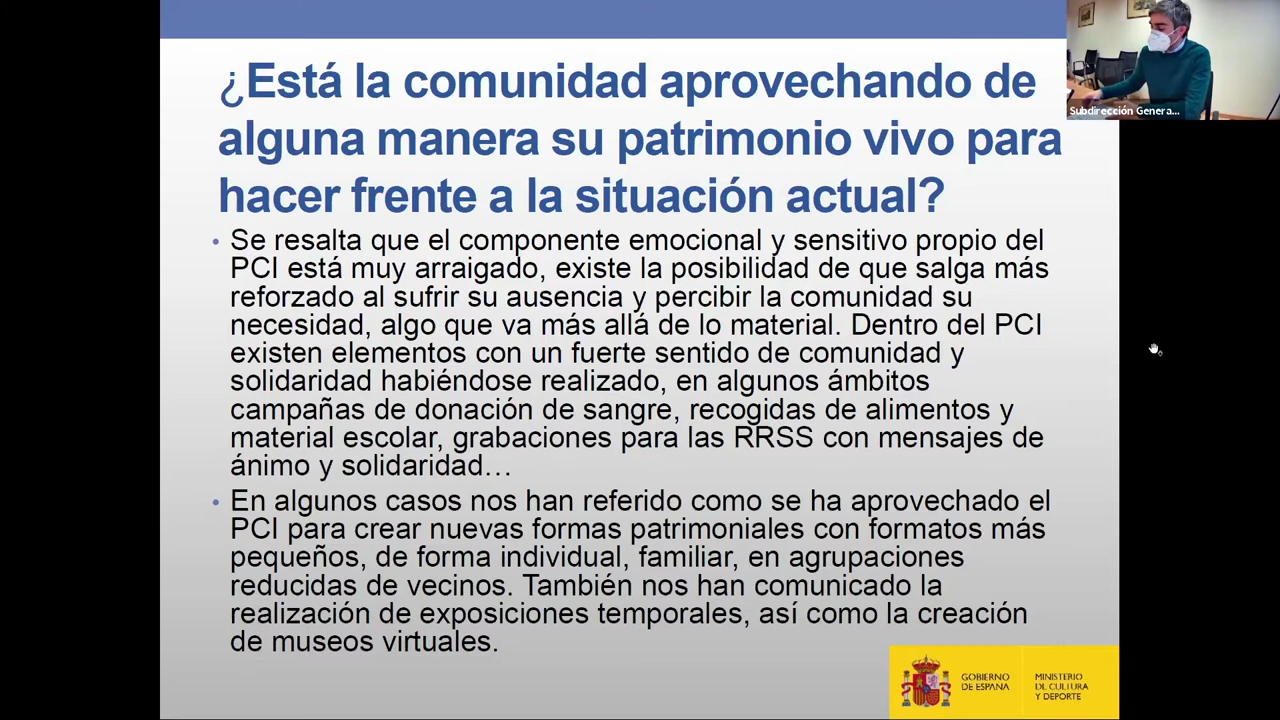 ¿Está la comunidad aprovechando de
alguna manera su patrimonio vivo para
hacer frente a la situación actual?
• Se resalta que el componente emocional y sensitivo propio del
PCI está muy arraigado, existe la posibilidad de que salga más
reforzado al sufrir su ausencia y percibir la comunidad su
necesidad, algo que va más allá de lo material. Dentro del PCI
existen elementos con un fuerte sentido de comunidad y
solidaridad habiéndose realizado, en algunos ámbitos
campañas de donación de sangre, recogidas de alimentos y
material escolar, grabaciones para las RRSS con mensajes de
ánimo y solidaridad…
• En algunos casos nos han referido como se ha aprovechado el
PCI para crear nuevas formas patrimoniales con formatos más
pequeños, de forma individual, familiar, en agrupaciones
reducidas de vecinos. También nos han comunicado la
realización de exposiciones temporales, así como la creación
de museos virtuales.
Subdirección Genera...
GOBIERNO
DE ESPAÑA
MINISTERIO
DE CULTURA
Y DEPORTE